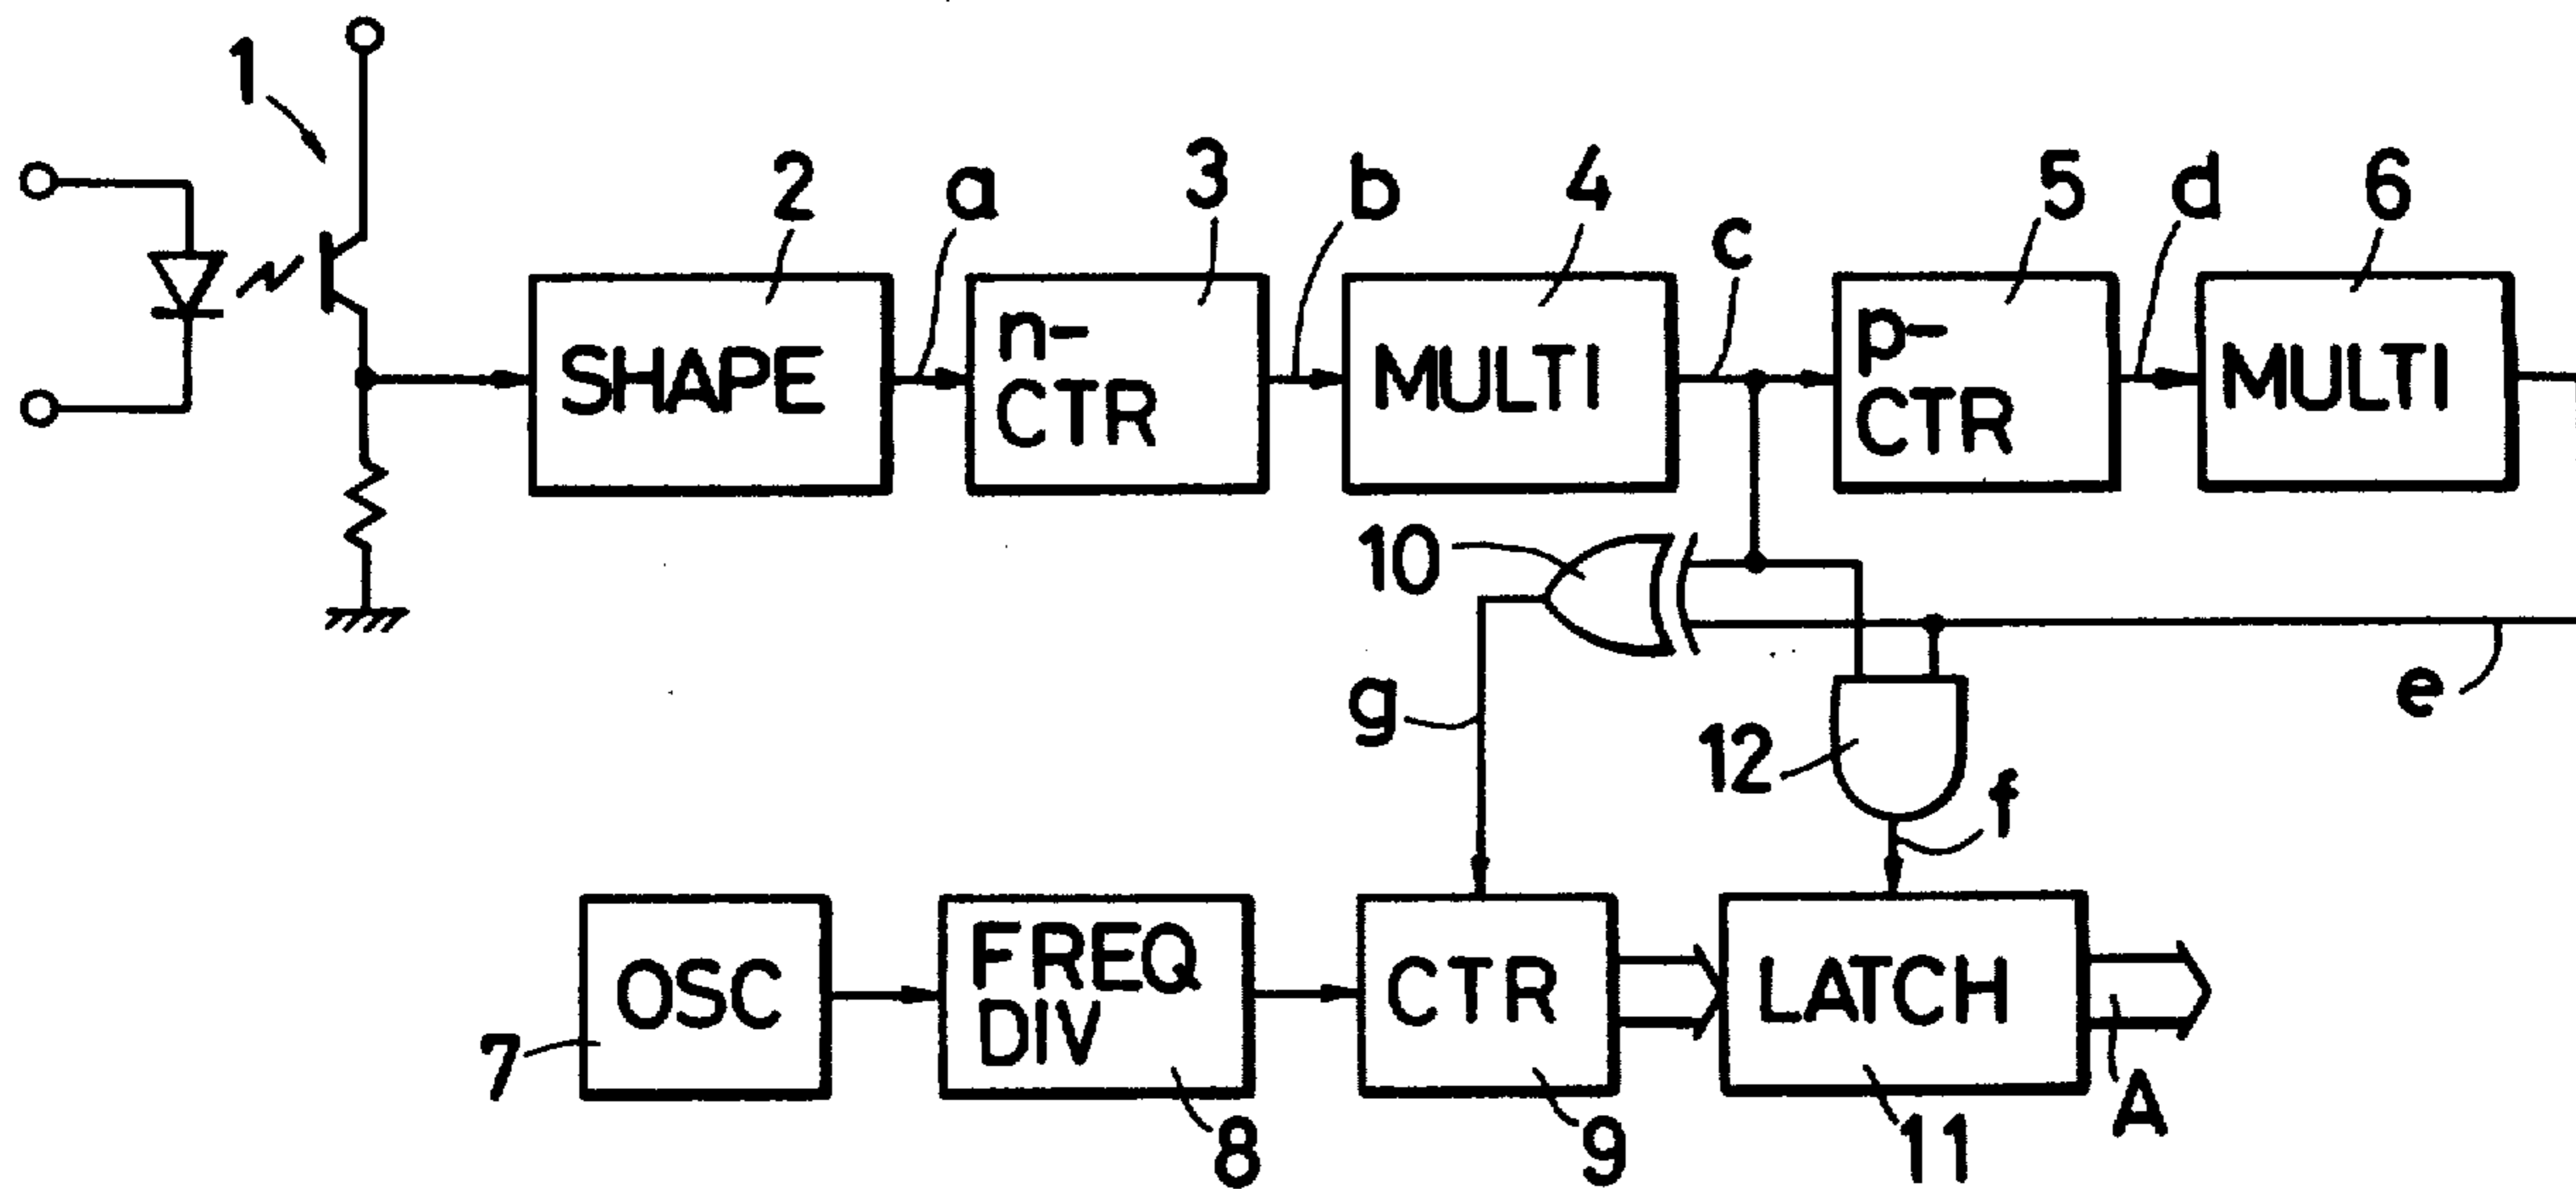 1
2
a
3
b
4
c
5
d
6
SHAPE
n-
CTR
MULTI
p-
CTR
MULTI
10
g
12
e
f
OSC
FREQ
DIV
CTR
LATCH
7
8
9
11
A